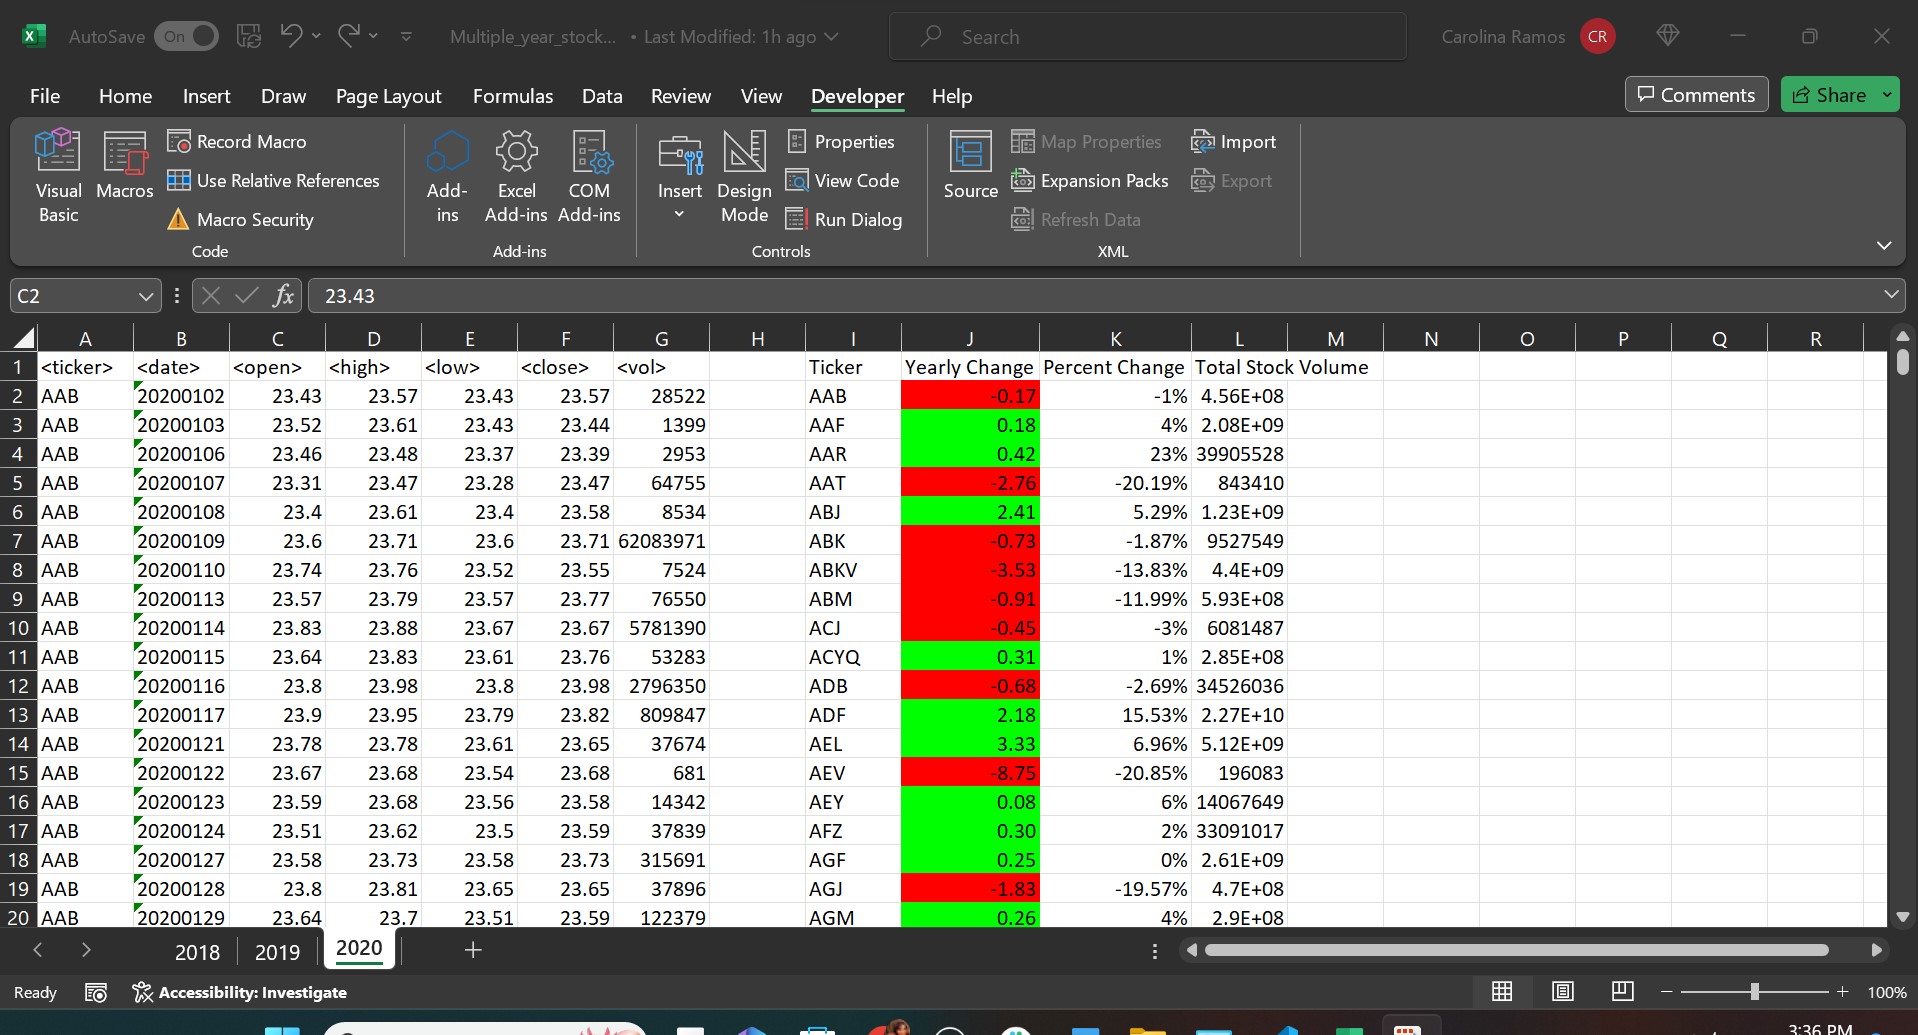 AutoSave On Multiple_year_stock... • Last Modified: 1h ago Search Carolina Ramos CR
File Home Insert Draw Page Layout Formulas Data Review View Developer Help Comments Share
Visual Basic
Macros
Record Macro
Use Relative References
Macro Security
Code
Add-ins
Excel Add-ins
COM Add-ins
Add-ins
Insert
Design Mode
Properties
View Code
Run Dialog
Controls
Source
Map Properties
Expansion Packs
Refresh Data
Import
Export
XML
C2 fx 23.43
A B C D E F G H I J K L M N O P Q R
1 <ticker> <date> <open> <high> <low> <close> <vol> Ticker Yearly Change Percent Change Total Stock Volume
2 AAB 20200102 23.43 23.57 23.43 23.57 28522 AAB -0.17 -1% 4.56E+08
3 AAB 20200103 23.52 23.61 23.43 23.44 1399 AAF 0.18 4% 2.08E+09
4 AAB 20200106 23.46 23.48 23.37 23.39 2953 AAR 0.42 23% 39905528
5 AAB 20200107 23.31 23.47 23.28 23.47 64755 AAT -2.76 -20.19% 843410
6 AAB 20200108 23.4 23.61 23.4 23.58 8534 ABJ 2.41 5.29% 1.23E+09
7 AAB 20200109 23.6 23.71 23.6 23.71 62083971 ABK -0.73 -1.87% 9527549
8 AAB 20200110 23.74 23.76 23.52 23.55 7524 ABKV -3.53 -13.83% 4.4E+09
9 AAB 20200113 23.57 23.79 23.57 23.77 76550 ABM -0.91 -11.99% 5.93E+08
10 AAB 20200114 23.83 23.88 23.67 23.67 5781390 ACJ -0.45 -3% 6081487
11 AAB 20200115 23.64 23.83 23.61 23.76 53283 ACYQ 0.31 1% 2.85E+08
12 AAB 20200116 23.8 23.98 23.8 23.98 2796350 ADB -0.68 -2.69% 34526036
13 AAB 20200117 23.9 23.95 23.79 23.82 809847 ADF 2.18 15.53% 2.27E+10
14 AAB 20200121 23.78 23.78 23.61 23.65 37674 AEL 3.33 6.96% 5.12E+09
15 AAB 20200122 23.67 23.68 23.54 23.68 681 AEV -8.75 -20.85% 196083
16 AAB 20200123 23.59 23.68 23.56 23.58 14342 AEY 0.08 6% 14067649
17 AAB 20200124 23.51 23.62 23.5 23.59 37839 AFZ 0.30 2% 33091017
18 AAB 20200127 23.58 23.73 23.58 23.73 315691 AGF 0.25 0% 2.61E+09
19 AAB 20200128 23.8 23.81 23.65 23.65 37896 AGJ -1.83 -19.57% 4.7E+08
20 AAB 20200129 23.64 23.7 23.51 23.59 122379 AGM 0.26 4% 2.9E+08
2018 2019 2020
Ready Accessibility: Investigate 100%
3:36 PM